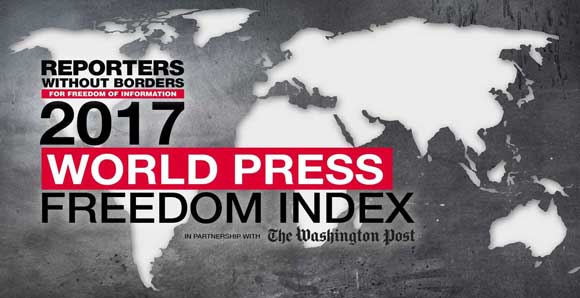 REPORTERS
WITHOUT BORDERS
FOR FREEDOM OF INFORMATION
2017
WORLD PRESS
FREEDOM INDEX
IN PARTNERSHIP WITH The Washington Post